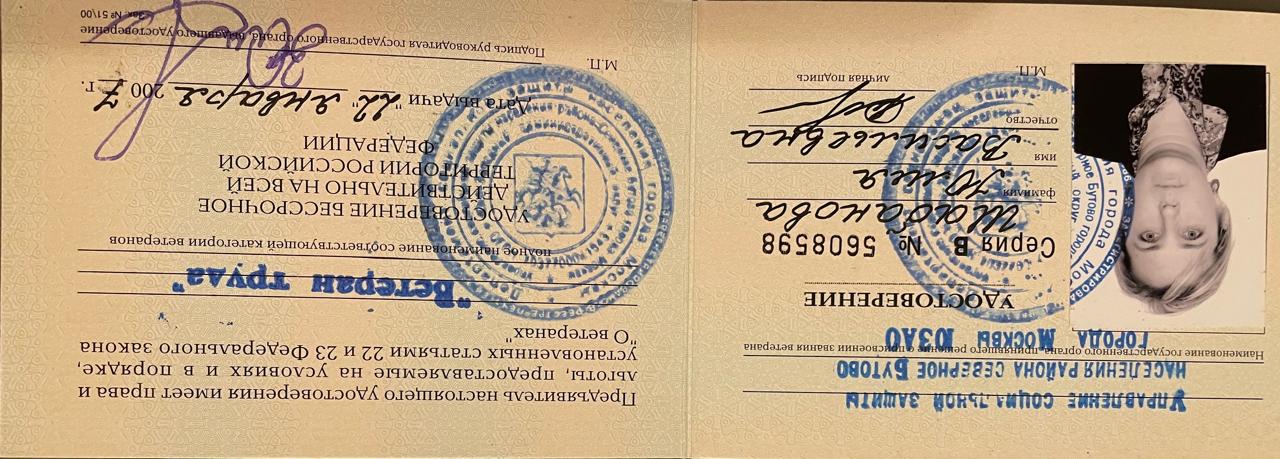 Управление социальной защиты
населения района Северное Бутово
Наименование государственного органа, принявшего решение о присвоении звания ветерана
города Москвы ЮЗАО
УДОСТОВЕРЕНИЕ
Серия В № 5608598
Шабанова
фамилия
Юлия
имя
Васильевна
отчество
личная подпись
М.П.
Предъявитель настоящего удостоверения имеет права и
льготы, предоставляемые на условиях и в порядке,
установленных статьями 22 и 23 Федерального закона
"О ветеранах"
"Ветеран труда"
полное наименование соответствующей категории ветеранов
УДОСТОВЕРЕНИЕ БЕССРОЧНОЕ
ДЕЙСТВИТЕЛЬНО НА ВСЕЙ
ТЕРРИТОРИИ РОССИЙСКОЙ
ФЕДЕРАЦИИ
Дата выдачи "22" января 2007 г.
М.П.
Подпись руководителя государственного органа, выдавшего удостоверение
Зак. № 51/00